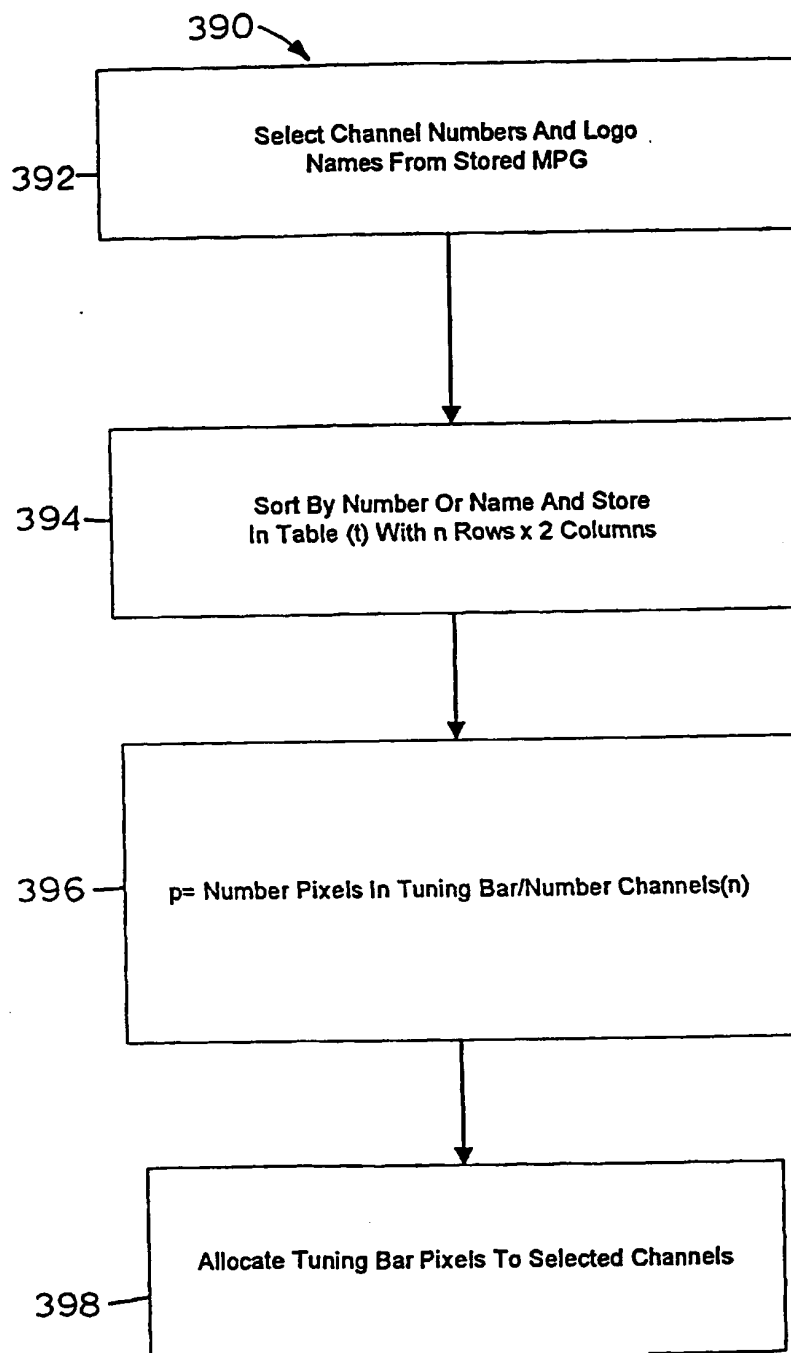 390
Select Channel Numbers And Logo
Names From Stored MPG
392
Sort By Number Or Name And Store
In Table (t) With n Rows x 2 Columns
394
p= Number Pixels In Tuning Bar/Number Channels(n)
396
Allocate Tuning Bar Pixels To Selected Channels
398